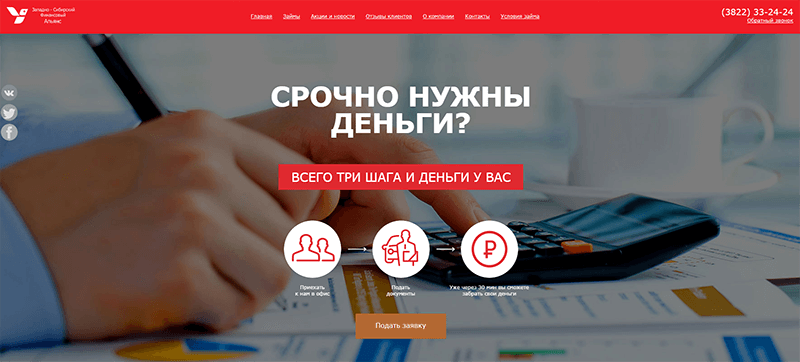 Западно - Сибирский
Финансовый
Альянс
Главная Займы Акции и новости Отзывы клиентов О компании Контакты Условия займа
(3822) 33-24-24
Обратный звонок
СРОЧНО НУЖНЫ
ДЕНЬГИ?
ВСЕГО ТРИ ШАГА И ДЕНЬГИ У ВАС
Приехать
к нам в офис
Подать
документы
Уже через 30 мин вы сможете
забрать свои деньги
Подать заявку